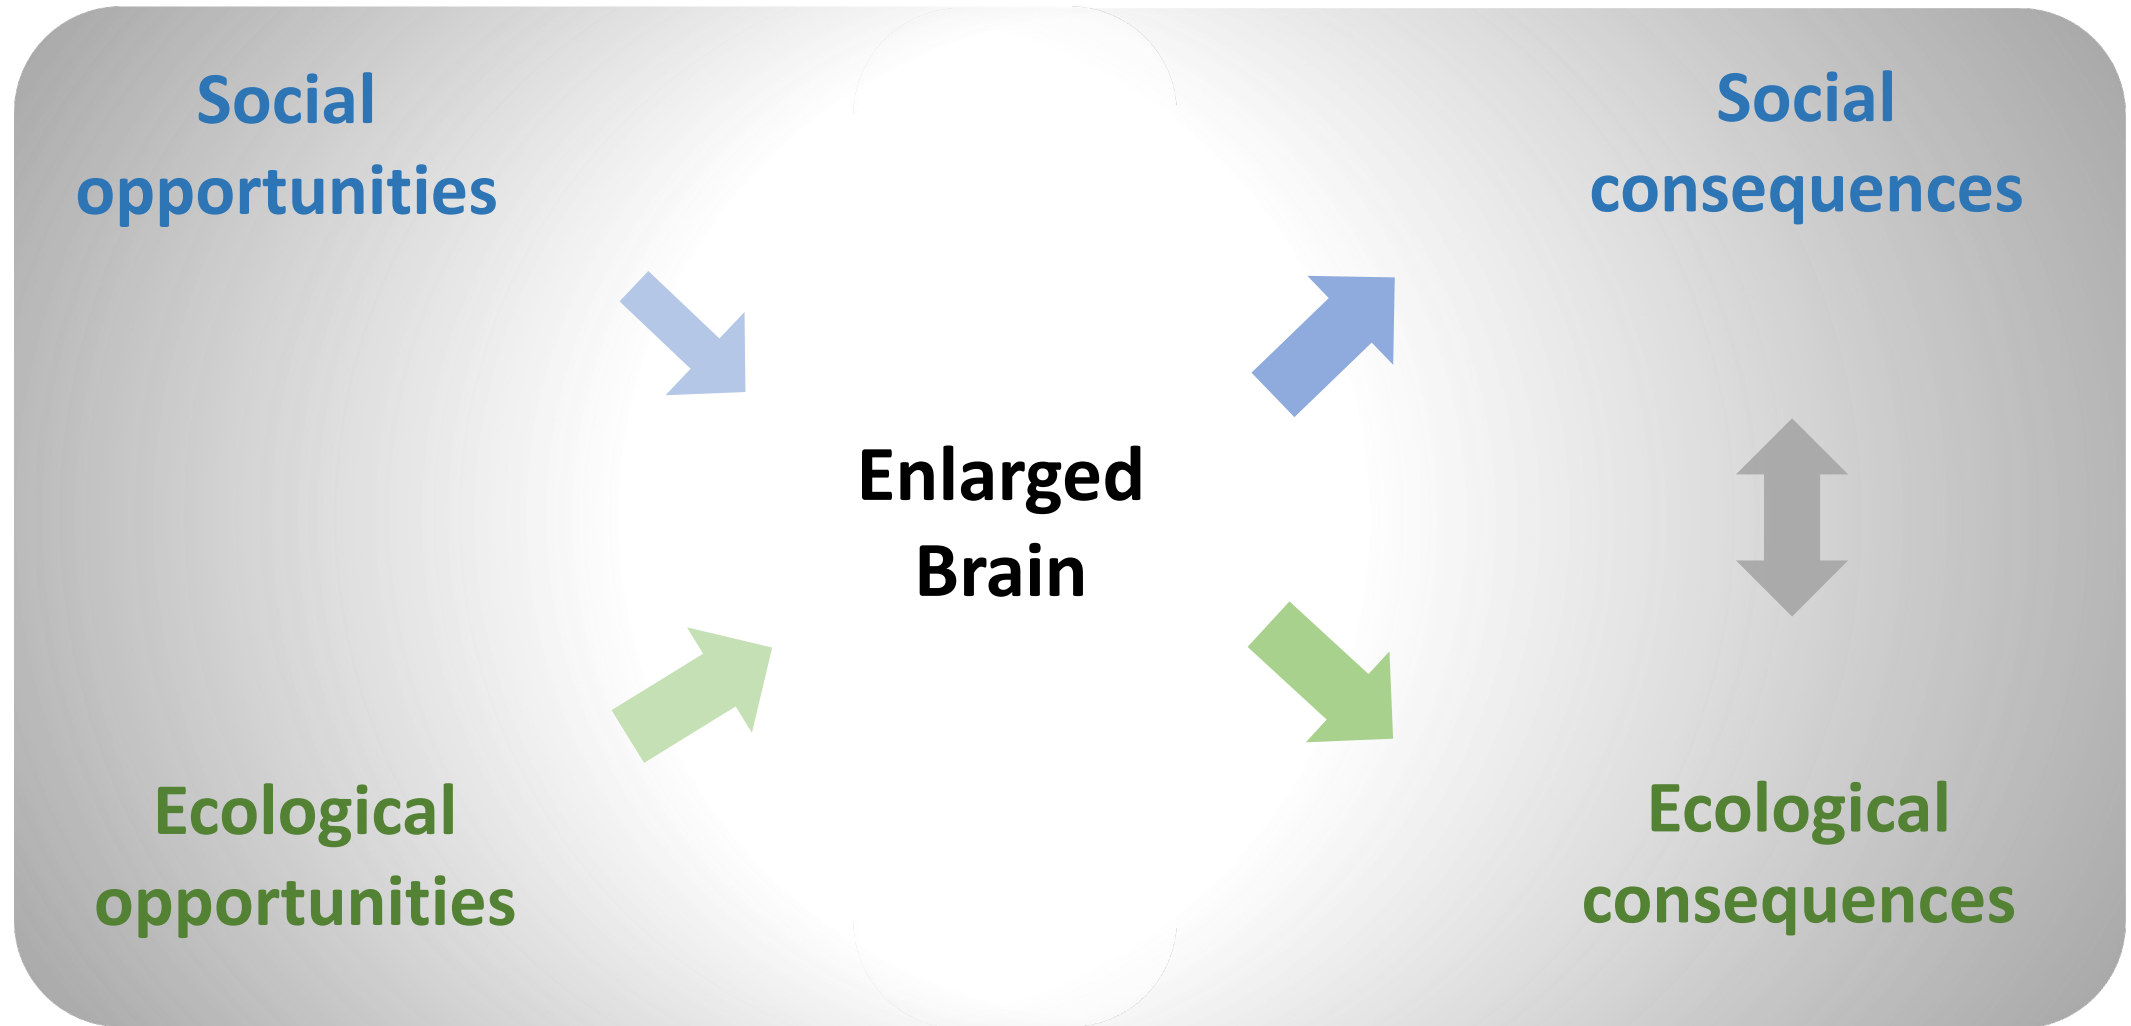 Social
opportunities
Social
consequences
Enlarged
Brain
Ecological
opportunities
Ecological
consequences